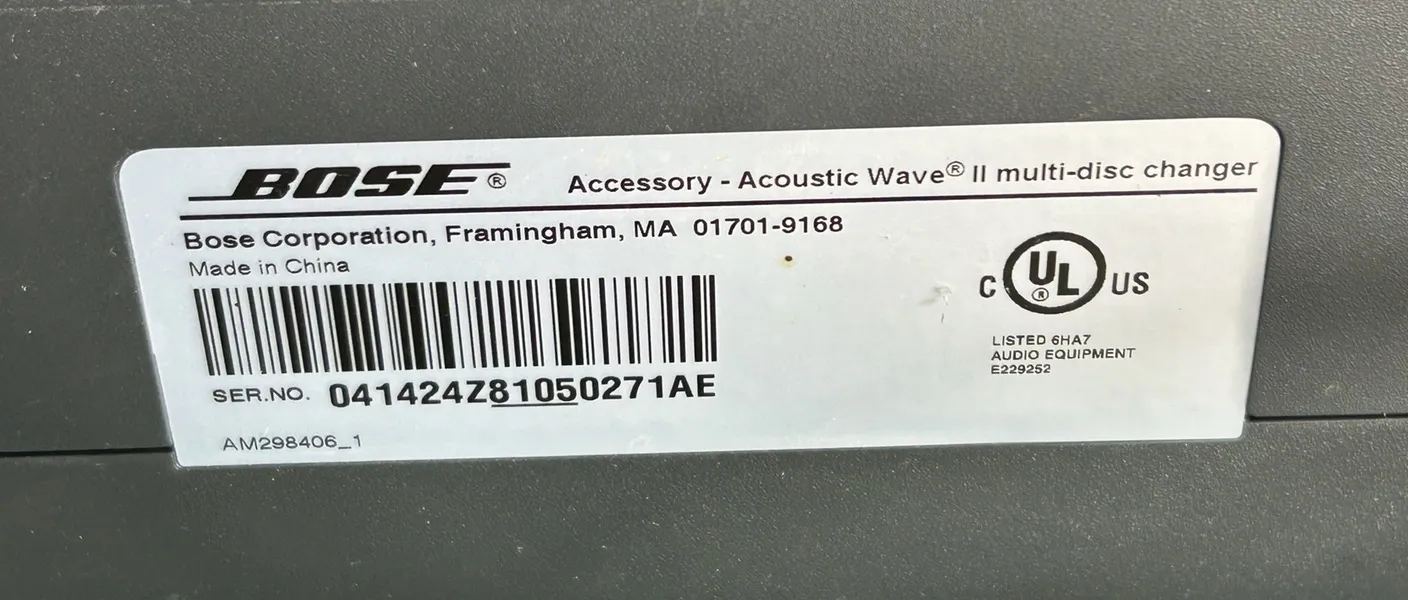 BOSE®
Accessory - Acoustic Wave® II multi-disc changer
Bose Corporation, Framingham, MA 01701-9168
Made in China
SER.NO. 041424Z81050271AE
AM298406_1
C UL® US
LISTED 6HA7
AUDIO EQUIPMENT
E229252